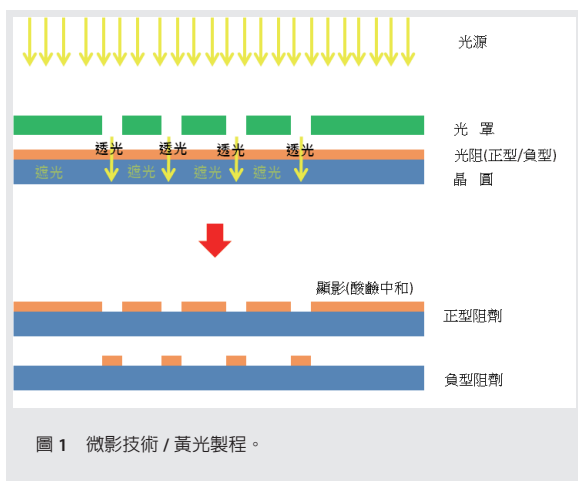 光源
光 罩
透光 透光 透光 透光
光阻(正型/負型)
遮光 遮光 遮光 遮光
晶 圓
顯影(酸鹼中和)
正型阻劑
負型阻劑
圖 1 微影技術 / 黃光製程。